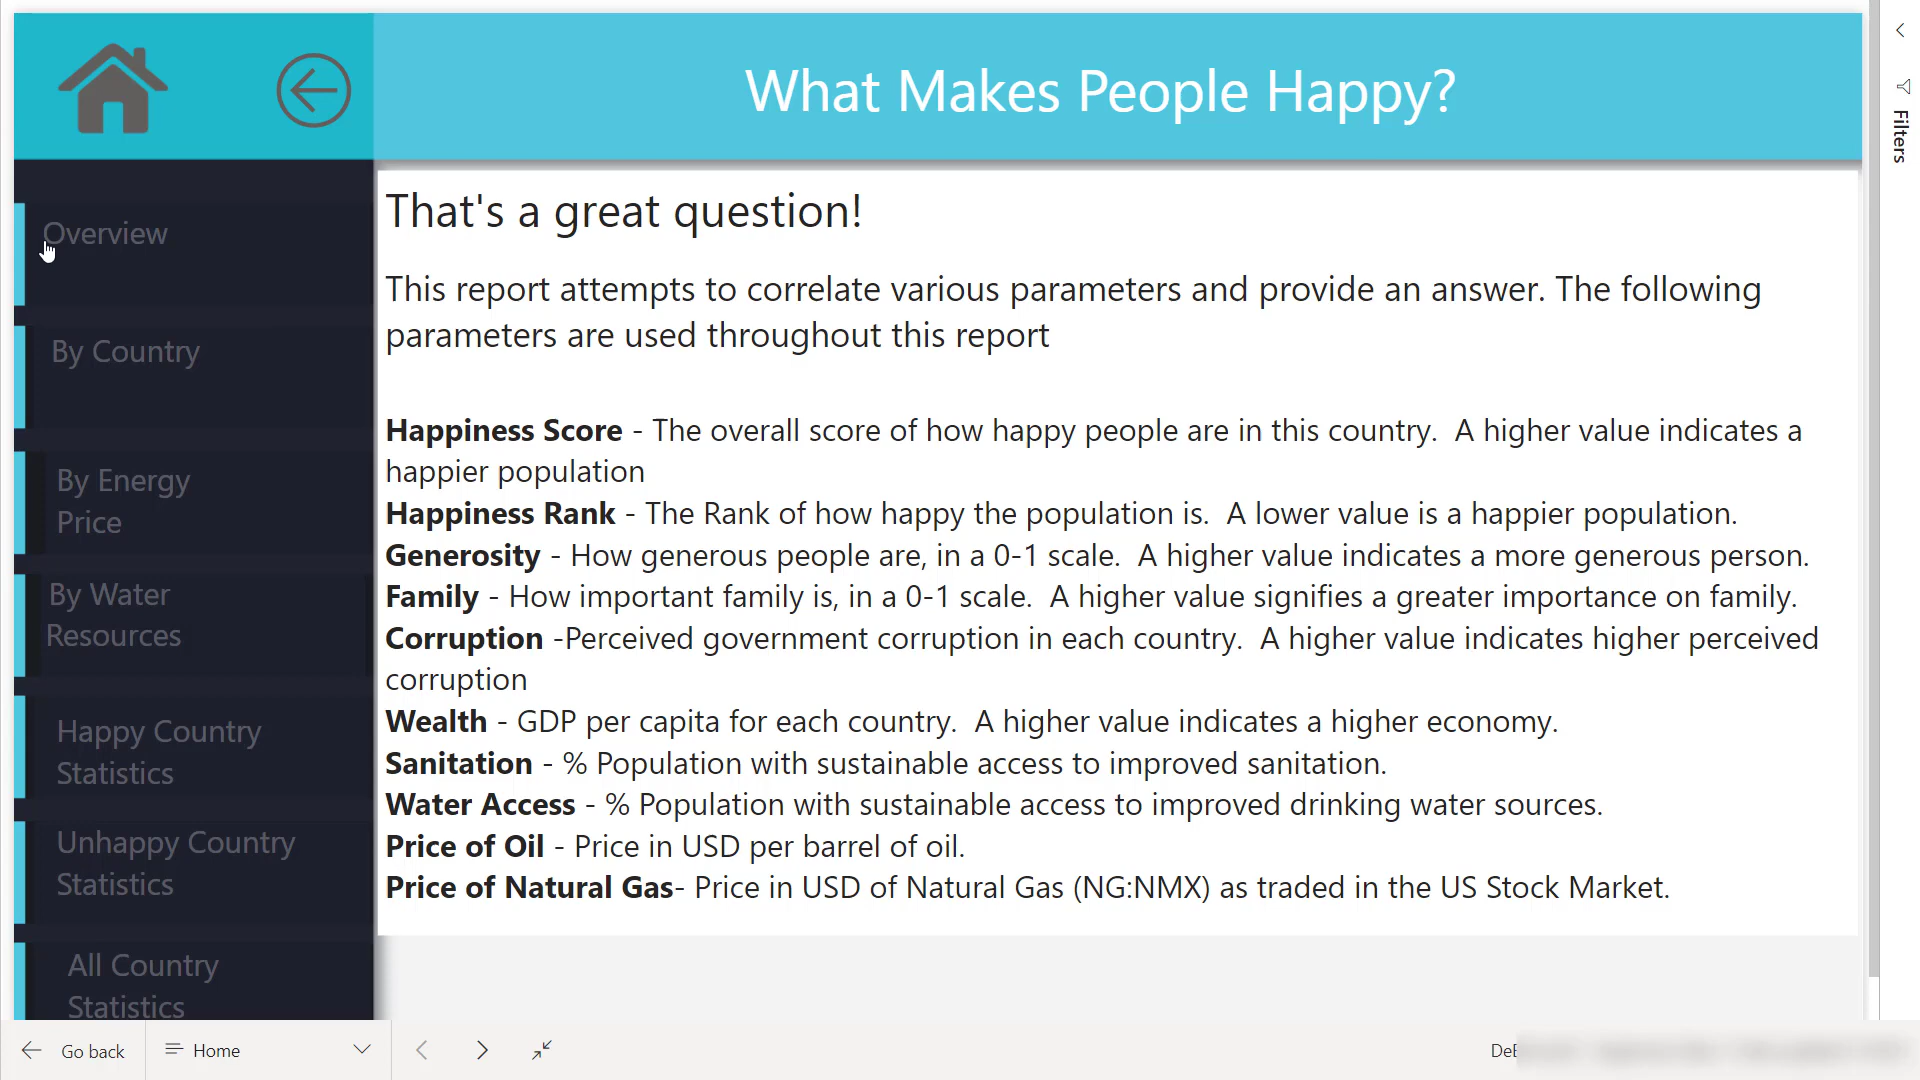 What Makes People Happy?
Filters
Overview
By Country
By Energy
Price
By Water
Resources
Happy Country
Statistics
Unhappy Country
Statistics
All Country
Statistics
That's a great question!
This report attempts to correlate various parameters and provide an answer. The following
parameters are used throughout this report
Happiness Score - The overall score of how happy people are in this country.  A higher value indicates a
happier population
Happiness Rank - The Rank of how happy the population is.  A lower value is a happier population.
Generosity - How generous people are, in a 0-1 scale.  A higher value indicates a more generous person.
Family - How important family is, in a 0-1 scale.  A higher value signifies a greater importance on family.
Corruption -Perceived government corruption in each country.  A higher value indicates higher perceived
corruption
Wealth - GDP per capita for each country.  A higher value indicates a higher economy.
Sanitation - % Population with sustainable access to improved sanitation.
Water Access - % Population with sustainable access to improved drinking water sources.
Price of Oil - Price in USD per barrel of oil.
Price of Natural Gas- Price in USD of Natural Gas (NG:NMX) as traded in the US Stock Market.
Go back
Home